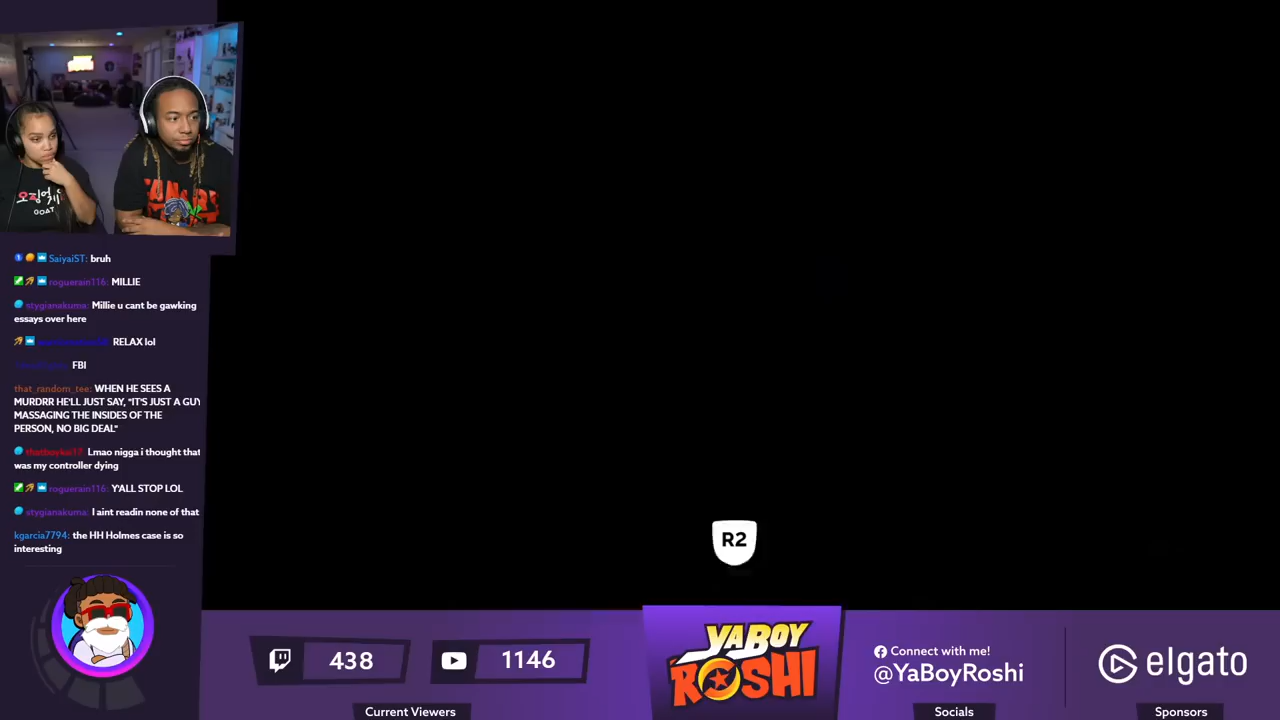 GOAT
SaiyaiST: bruh
roguerain116: MILLIE
stygianakuma: Millie u cant be gawking
essays over here
RELAX lol
FBI
that_random_tee: WHEN HE SEES A
MURDRR HE'LL JUST SAY, "IT'S JUST A GUY
MASSAGING THE INSIDES OF THE
PERSON, NO BIG DEAL"
thatboykai17: Lmao nigga i thought that
was my controller dying
roguerain116: Y'ALL STOP LOL
stygianakuma: I aint readin none of that
kgarcia7794: the HH Holmes case is so
interesting
R2
438
1146
Current Viewers
YABOY
ROSHI
Connect with me!
@YaBoyRoshi
Socials
elgato
Sponsors